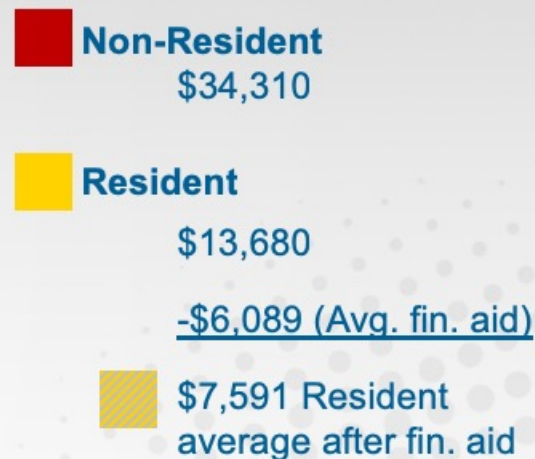 Non-Resident
$34,310
Resident
$13,680
-$6,089 (Avg. fin. aid)
$7,591 Resident
average after fin. aid